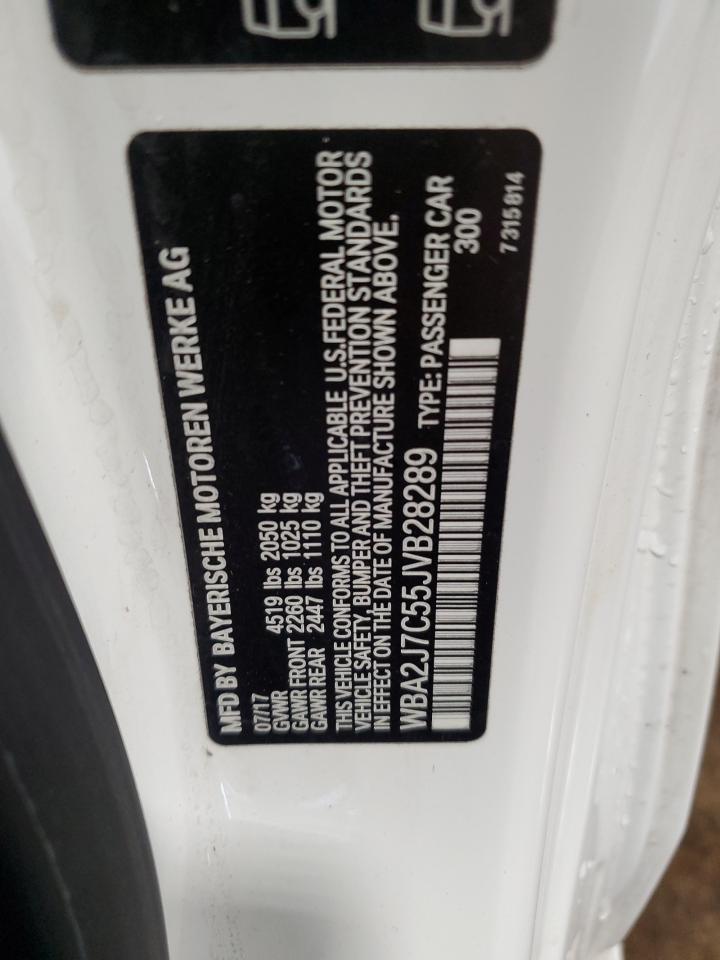 MFD BY BAYERISCHE MOTOREN WERKE AG
07/17
GVWR 4519 lbs 2050 kg
GAWR FRONT 2260 lbs 1025 kg
GAWR REAR 2447 lbs 1110 kg
THIS VEHICLE CONFORMS TO ALL APPLICABLE U.S.FEDERAL MOTOR
VEHICLE SAFETY, BUMPER AND THEFT PREVENTION STANDARDS
IN EFFECT ON THE DATE OF MANUFACTURE SHOWN ABOVE.
WBA2J7C55JVB28289 TYPE: PASSENGER CAR
300
7 315 814